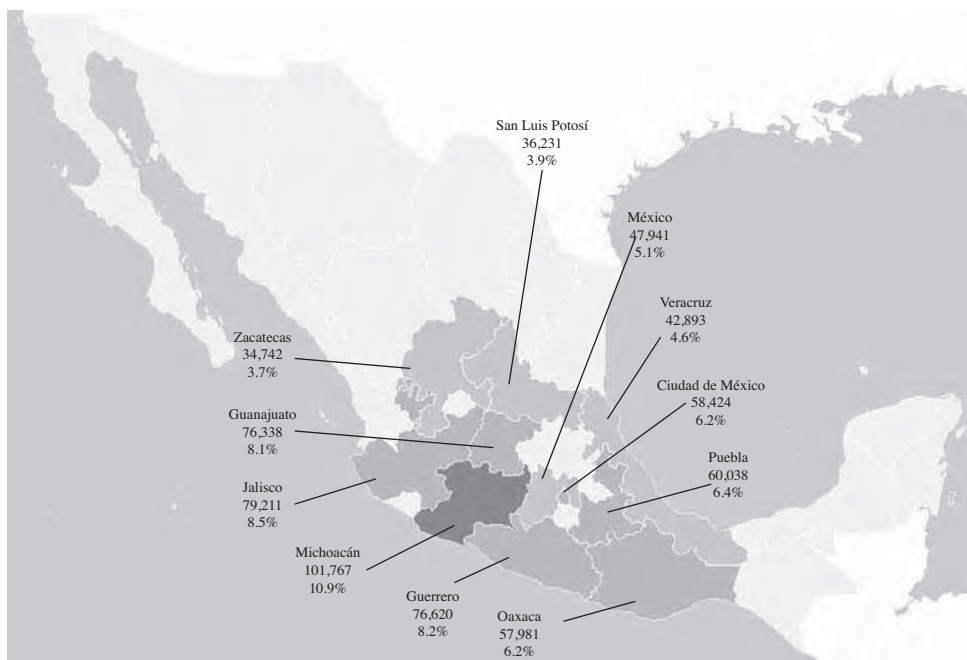 San Luis Potosí
36,231
3.9%
México
47,941
5.1%
Veracruz
42,893
4.6%
Zacatecas
34,742
3.7%
Ciudad de México
58,424
6.2%
Guanajuato
76,338
8.1%
Puebla
60,038
6.4%
Jalisco
79,211
8.5%
Michoacán
101,767
10.9%
Guerrero
76,620
8.2%
Oaxaca
57,981
6.2%